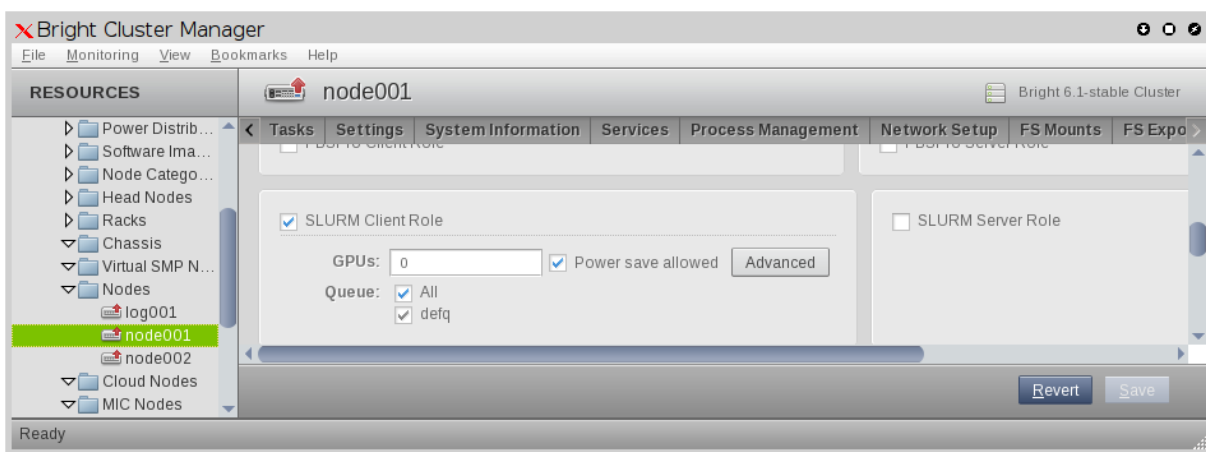 Bright Cluster Manager
File Monitoring View Bookmarks Help
RESOURCES
node001
Bright 6.1-stable Cluster
Power Distrib...
Software Ima...
Node Catego...
Head Nodes
Racks
Chassis
Virtual SMP N...
Nodes
log001
node001
node002
Cloud Nodes
MIC Nodes
Tasks Settings System Information Services Process Management Network Setup FS Mounts FS Expo
SLURM Client Role
GPUs: 0 Power save allowed Advanced
Queue: All
defq
SLURM Server Role
Revert Save
Ready